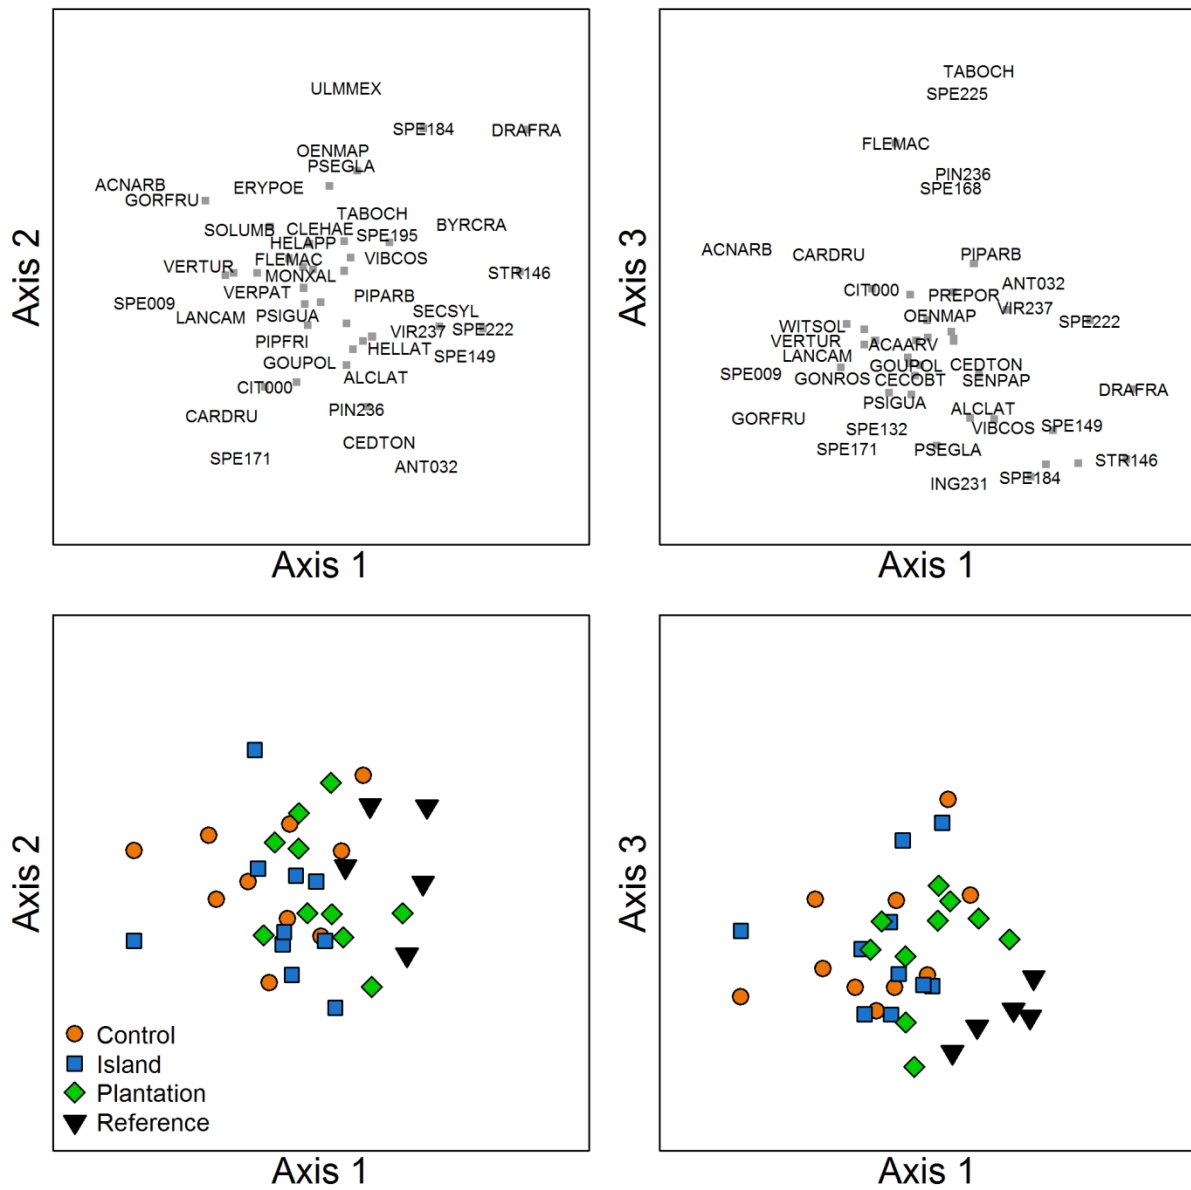 ULMMEX
SPE184
DRAFRA
OENMAP
PSEGLA
ACNARB
ERYPOE
GORFRU
TABOCH
SOLUMB
CLEHAE
BYRCRA
HELAPP
SPE195
FLEMAC
VIBCOS
VERTUR
MONXAL
STR146
VERPAT
PIPARB
SPE009
LANCAM
PSIGUA
SECSYL
VIR237
SPE222
PIPFRI
HELLAT
SPE149
GOUPOL
ALCLAT
CIT000
CARDRU
PIN236
CEDTON
SPE171
ANT032
Axis 2
Axis 1
TABOCH
SPE225
FLEMAC
PIN236
SPE168
ACNARB
CARDRU
PIPARB
CIT000
ANT032
PREPOR
VIR237
OENMAP
SPE222
WITSOL
VERTUR
ACAARV
LANCAM
GOUPOL
CEDTON
SPE009
GONROS
CECOBT
SENPAP
DRAFRA
PSIGUA
ALCLAT
GORFRU
SPE132
VIBCOS
SPE149
SPE171
PSEGLA
STR146
ING231
SPE184
Axis 3
Axis 1
Control
Island
Plantation
Reference
Axis 2
Axis 1
Axis 3
Axis 1